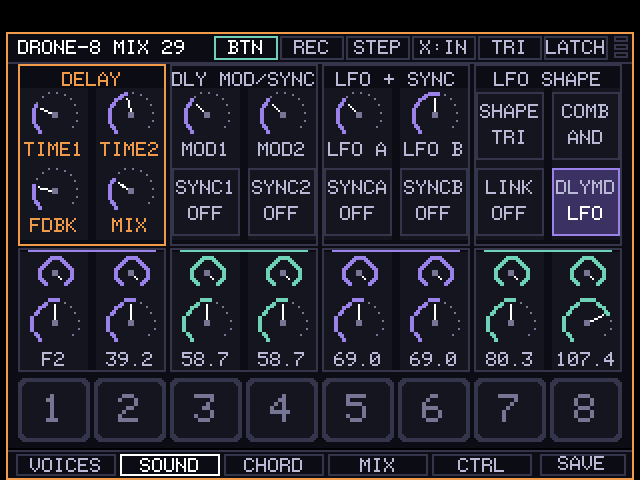 DRONE-8 MIX 29 BTN REC STEP X:IN TRI LATCH
DELAY DLY MOD/SYNC LFO + SYNC LFO SHAPE
SHAPE COMB
TRI AND
TIME1 TIME2 MOD1 MOD2 LFO A LFO B
SYNC1 SYNC2 SYNCA SYNCB LINK DLYMD
OFF OFF OFF OFF OFF LFO
FDBK MIX
F2 39.2 58.7 58.7 69.0 69.0 80.3 107.4
1 2 3 4 5 6 7 8
VOICES SOUND CHORD MIX CTRL SAVE